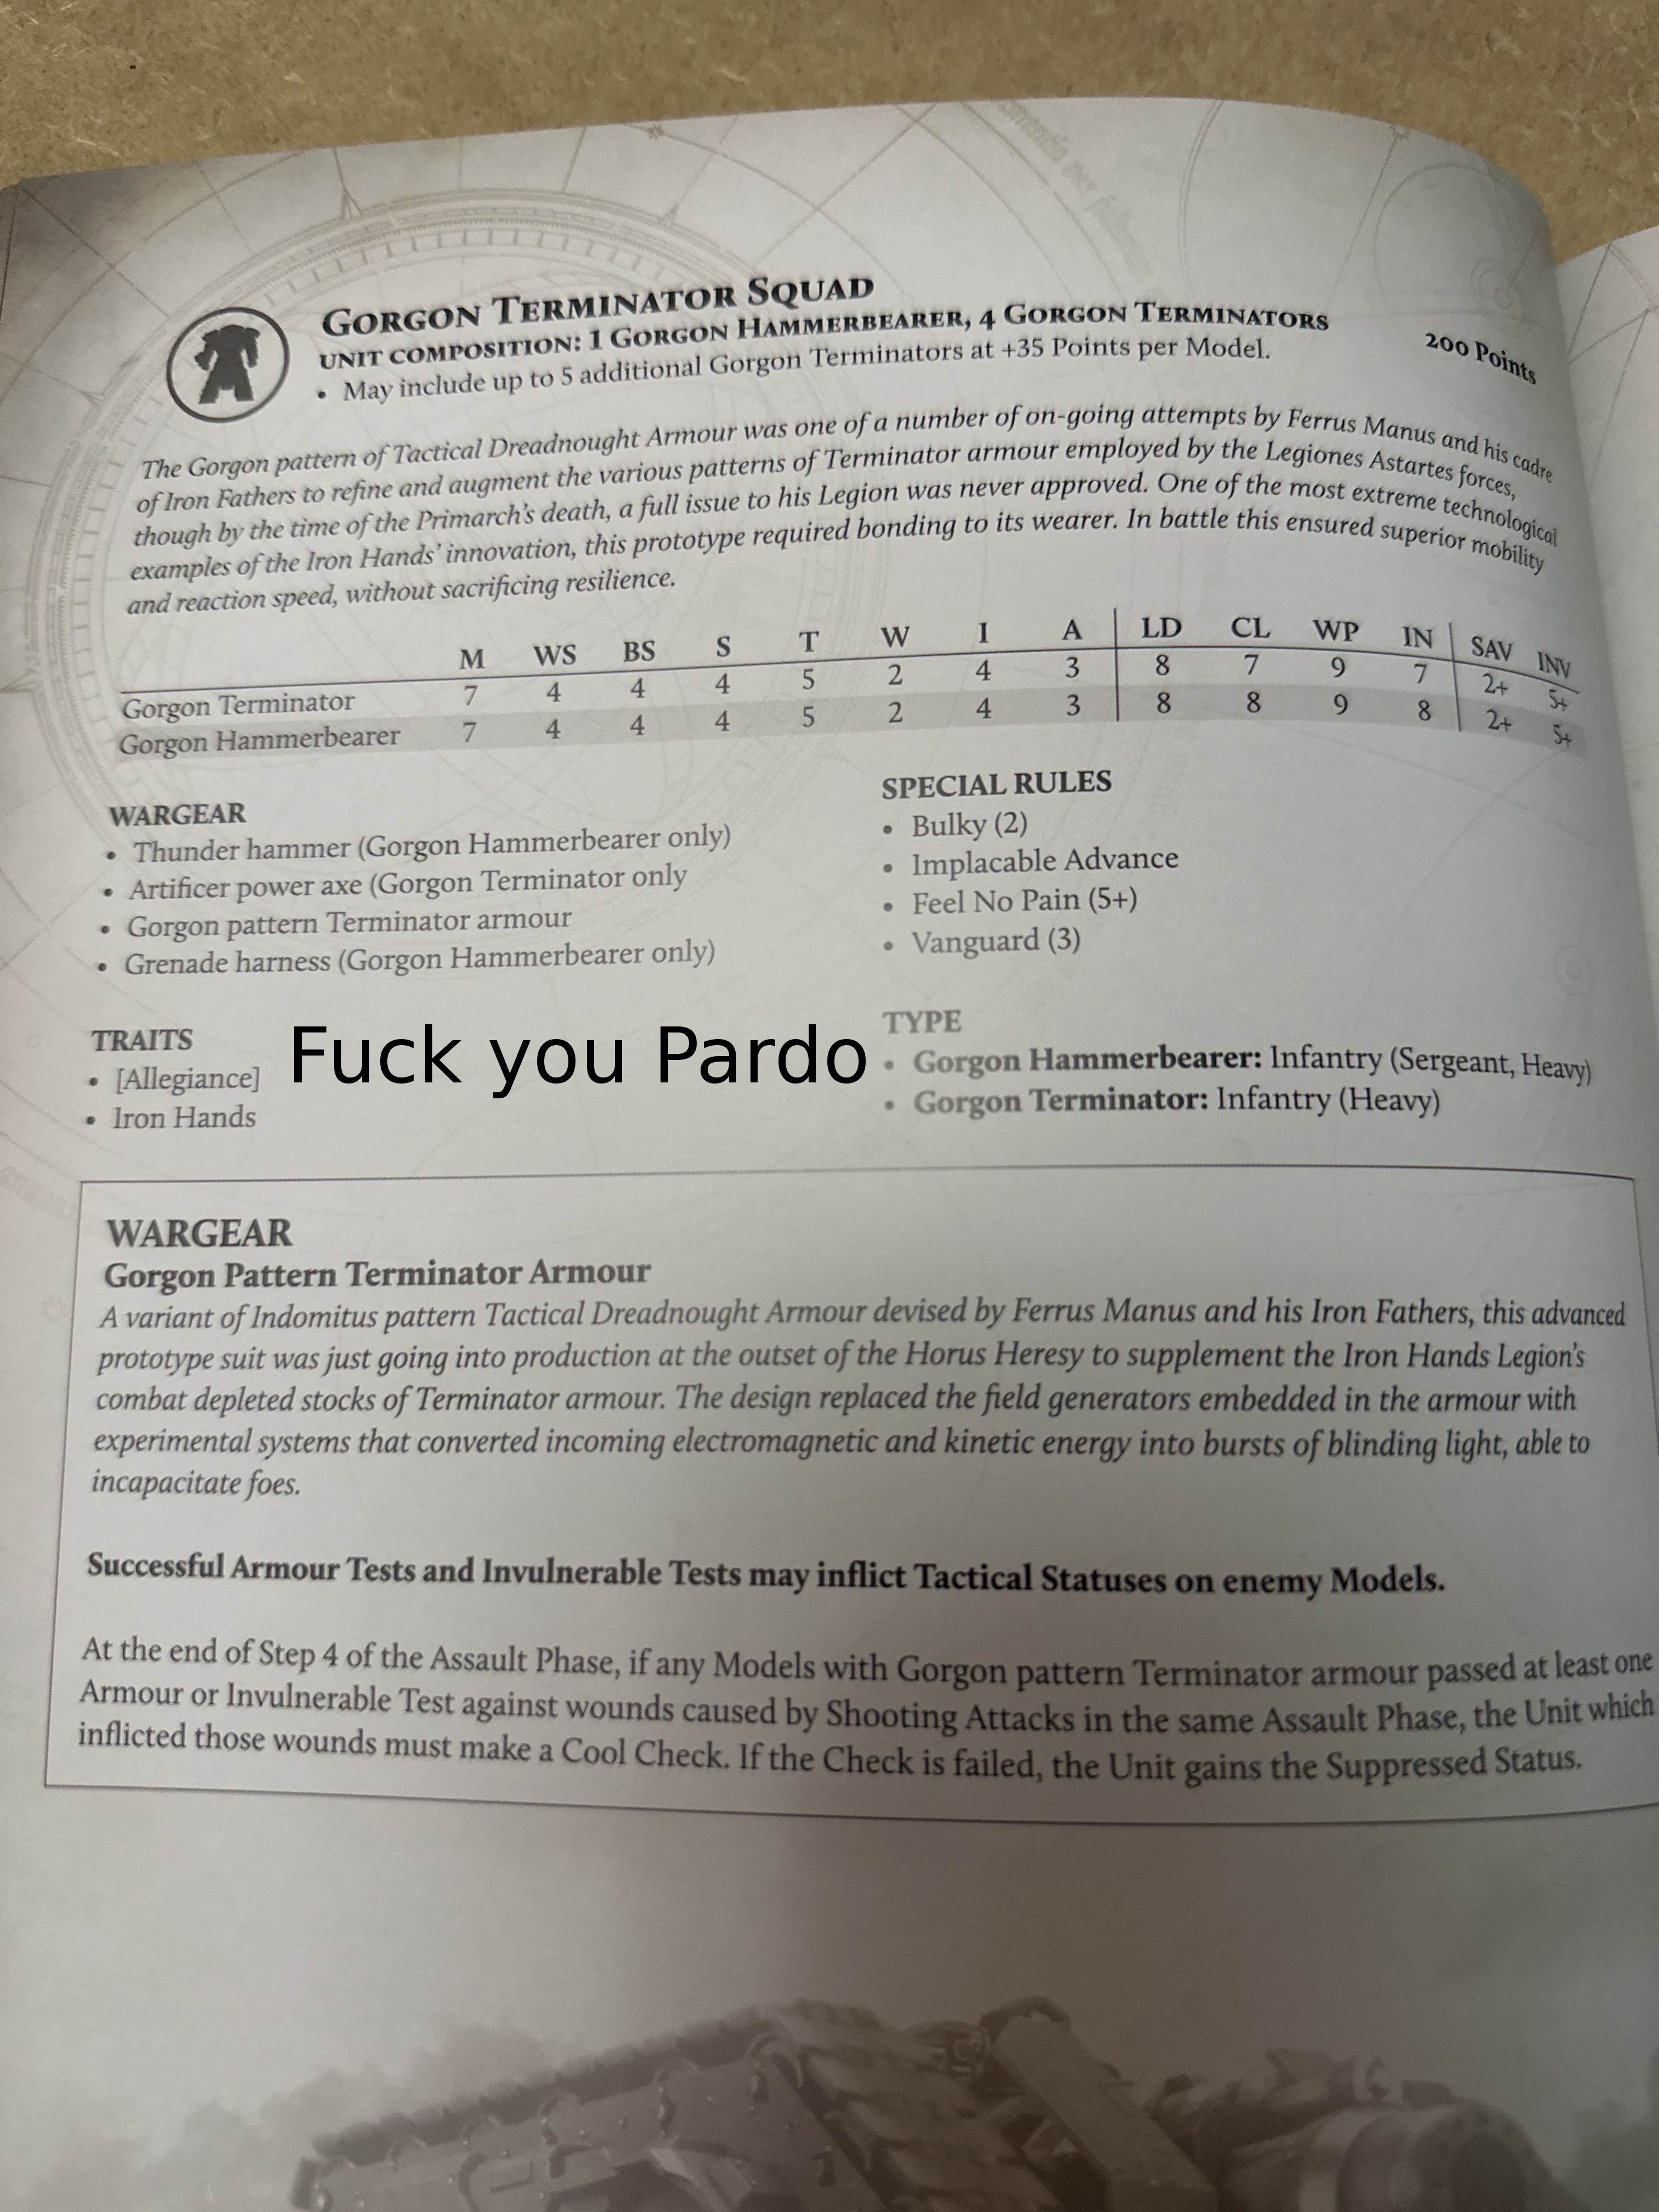 GORGON TERMINATOR SQUAD
UNIT COMPOSITION: 1 GORGON HAMMERBEARER, 4 GORGON TERMINATORS
200 Points
• May include up to 5 additional Gorgon Terminators at +35 Points per Model.
The Gorgon pattern of Tactical Dreadnought Armour was one of a number of on-going attempts by Ferrus Manus and his cadre
of Iron Fathers to refine and augment the various patterns of Terminator armour employed by the Legiones Astartes forces,
though by the time of the Primarch's death, a full issue to his Legion was never approved. One of the most extreme technological
examples of the Iron Hands' innovation, this prototype required bonding to its wearer. In battle this ensured superior mobility
and reaction speed, without sacrificing resilience.
M WS BS S T W I A LD CL WP IN SAV INV
Gorgon Terminator 7 4 4 4 5 2 4 3 8 7 9 7 2+ 5+
Gorgon Hammerbearer 7 4 4 4 5 2 4 3 8 8 9 8 2+ 5+
WARGEAR
• Thunder hammer (Gorgon Hammerbearer only)
• Artificer power axe (Gorgon Terminator only
• Gorgon pattern Terminator armour
• Grenade harness (Gorgon Hammerbearer only)
SPECIAL RULES
• Bulky (2)
• Implacable Advance
• Feel No Pain (5+)
• Vanguard (3)
TRAITS
• [Allegiance]
• Iron Hands
Fuck you Pardo
TYPE
• Gorgon Hammerbearer: Infantry (Sergeant, Heavy)
• Gorgon Terminator: Infantry (Heavy)
WARGEAR
Gorgon Pattern Terminator Armour
A variant of Indomitus pattern Tactical Dreadnought Armour devised by Ferrus Manus and his Iron Fathers, this advanced
prototype suit was just going into production at the outset of the Horus Heresy to supplement the Iron Hands Legion's
combat depleted stocks of Terminator armour. The design replaced the field generators embedded in the armour with
experimental systems that converted incoming electromagnetic and kinetic energy into bursts of blinding light, able to
incapacitate foes.
Successful Armour Tests and Invulnerable Tests may inflict Tactical Statuses on enemy Models.
At the end of Step 4 of the Assault Phase, if any Models with Gorgon pattern Terminator armour passed at least one
Armour or Invulnerable Test against wounds caused by Shooting Attacks in the same Assault Phase, the Unit which
inflicted those wounds must make a Cool Check. If the Check is failed, the Unit gains the Suppressed Status.